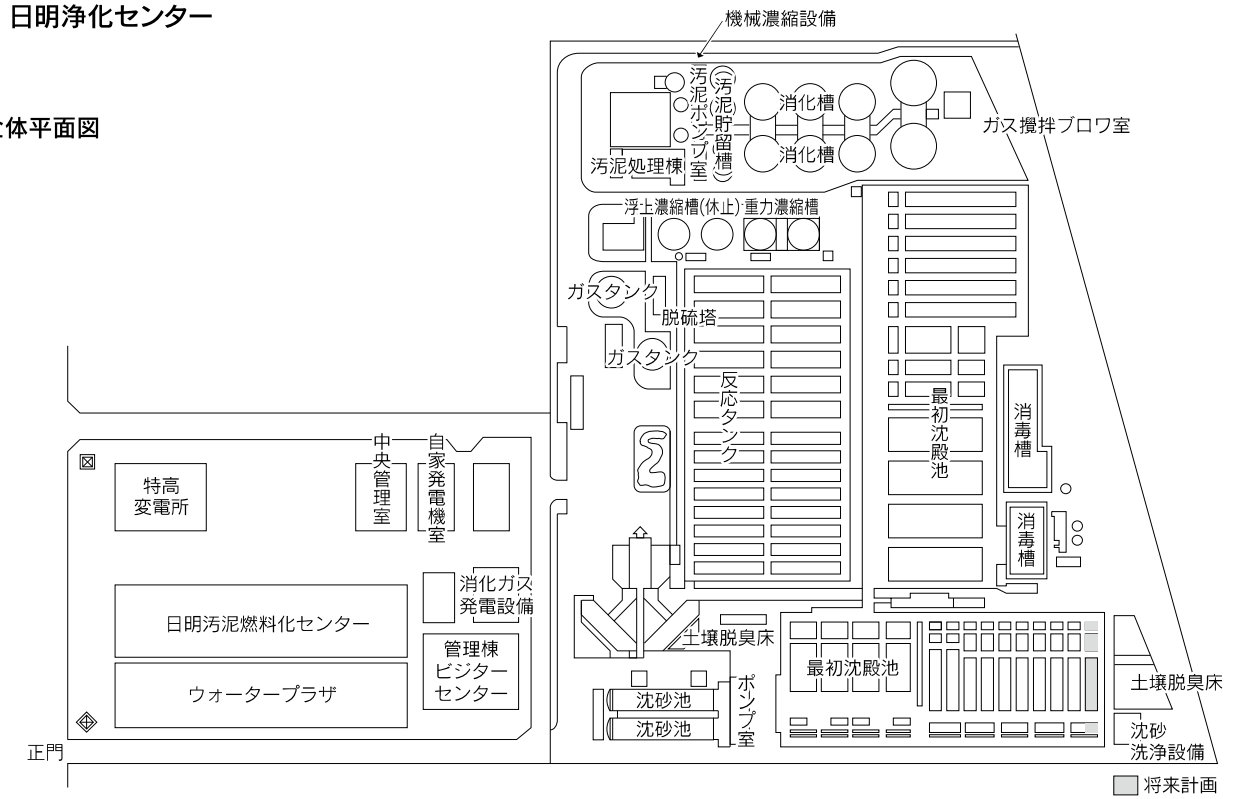 日明浄化センター
機械濃縮設備
体平面図
汚泥ポンプ室
(汚泥貯留槽)
消化槽
消化槽
ガス攪拌ブロワ室
汚泥処理棟
浮上濃縮槽(休止)
重力濃縮槽
ガスタンク
脱硫塔
ガスタンク
反応タンク
最初沈殿池
消毒槽
消毒槽
中央管理室
自家発電機室
特高
変電所
消化ガス
発電設備
日明汚泥燃料化センター
管理棟
ビジター
センター
ウォータープラザ
正門
土壌脱臭床
沈砂池
沈砂池
ポンプ室
最初沈殿池
土壌脱臭床
沈砂
洗浄設備
将来計画